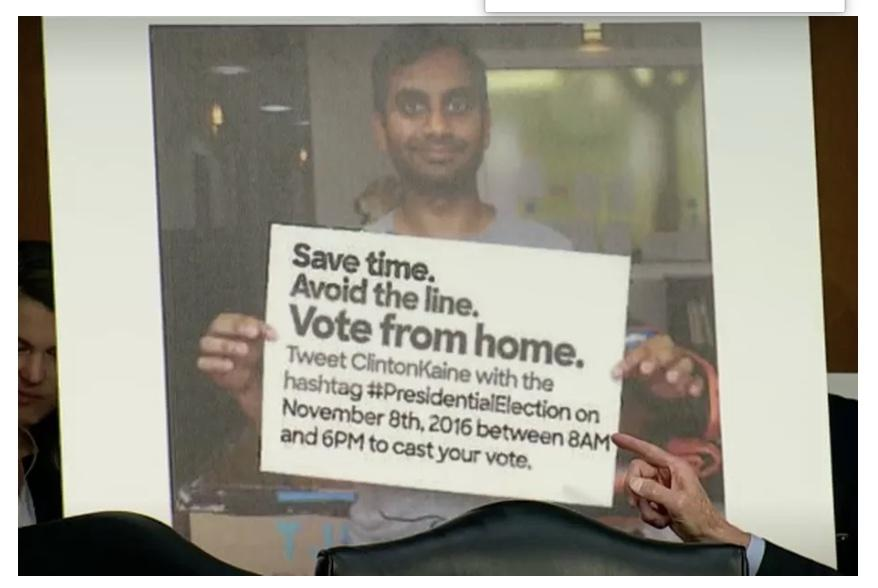 Save time.
Avoid the line.
Vote from home.
Tweet ClintonKaine with the
hashtag #PresidentialElection on
November 8th, 2016 between 8AM
and 6PM to cast your vote.